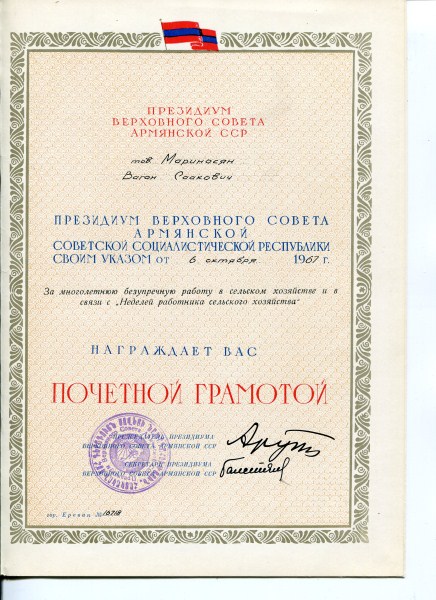 ПРЕЗИДИУМ
ВЕРХОВНОГО СОВЕТА
АРМЯНСКОЙ ССР
тов. Маринасян
Ваган Саакович
ПРЕЗИДИУМ ВЕРХОВНОГО СОВЕТА
АРМЯНСКОЙ
СОВЕТСКОЙ СОЦИАЛИСТИЧЕСКОЙ РЕСПУБЛИКИ
СВОИМ УКАЗОМ ОТ 6 октября 1967 г.
За многолетнюю безупречную работу в сельском хозяйстве и в
связи с „Неделей работника сельского хозяйства"
НАГРАЖДАЕТ ВАС
ПОЧЕТНОЙ ГРАМОТОЙ
ПРЕДСЕДАТЕЛЬ ПРЕЗИДИУМА
ВЕРХОВНОГО СОВЕТА АРМЯНСКОЙ ССР
СЕКРЕТАРЬ ПРЕЗИДИУМА
ВЕРХОВНОГО СОВЕТА АРМЯНСКОЙ ССР
гор. Ереван №